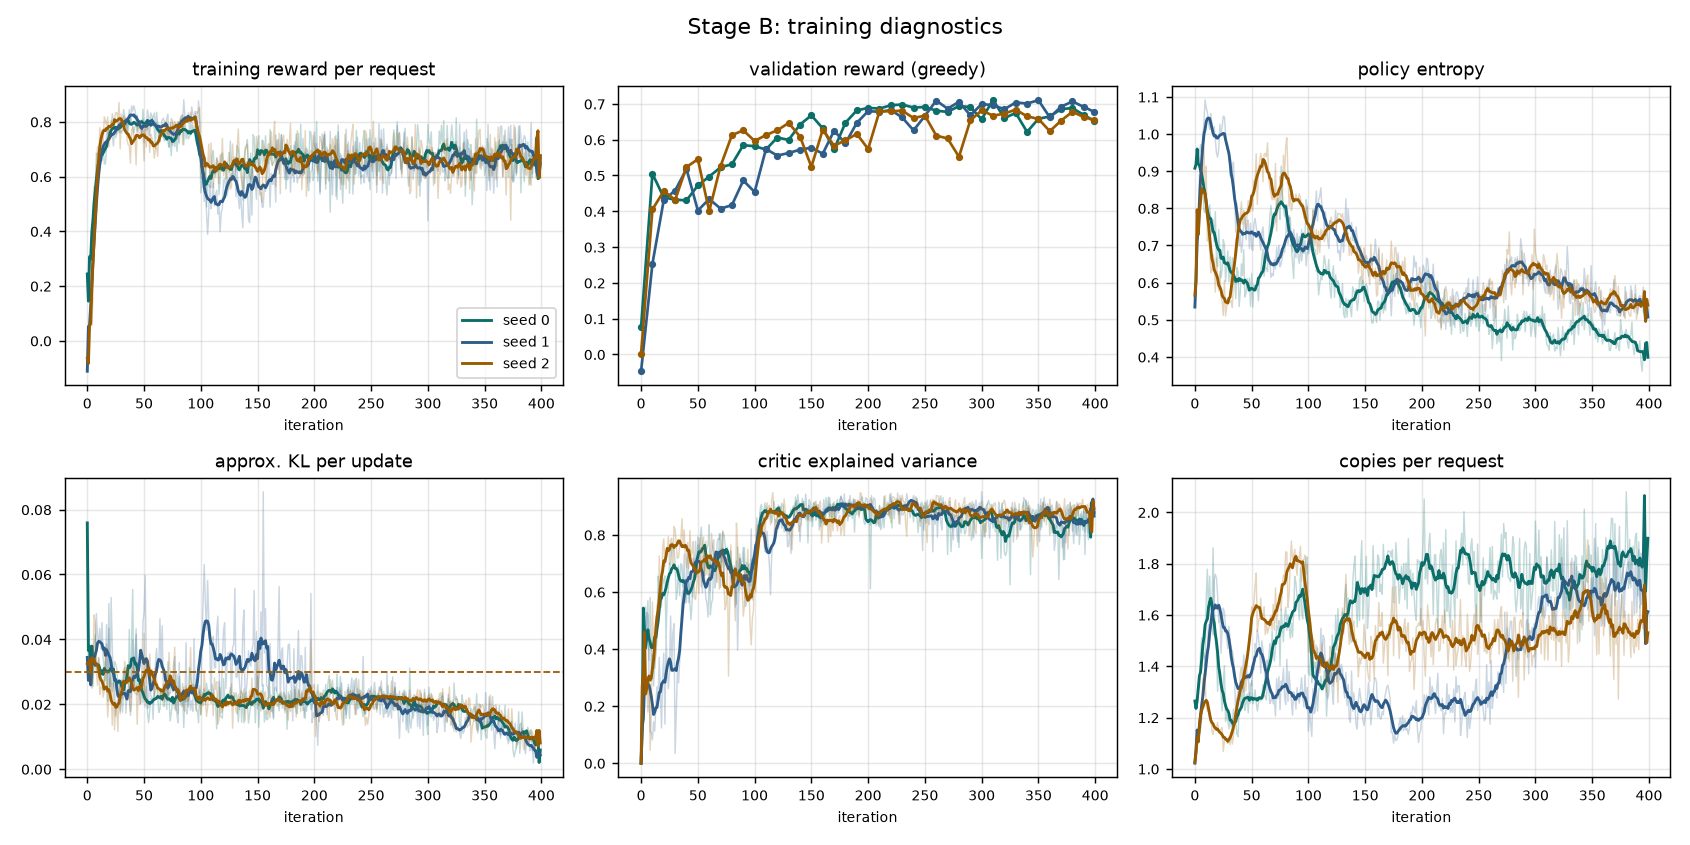 Stage B: training diagnostics
training reward per request
0.8
0.6
0.4
0.2
0.0
seed 0
seed 1
seed 2
0 50 100 150 200 250 300 350 400
iteration
validation reward (greedy)
0.7
0.6
0.5
0.4
0.3
0.2
0.1
0.0
0 50 100 150 200 250 300 350 400
iteration
policy entropy
1.1
1.0
0.9
0.8
0.7
0.6
0.5
0.4
0 50 100 150 200 250 300 350 400
iteration
approx. KL per update
0.08
0.06
0.04
0.02
0.00
0 50 100 150 200 250 300 350 400
iteration
critic explained variance
0.8
0.6
0.4
0.2
0.0
0 50 100 150 200 250 300 350 400
iteration
copies per request
2.0
1.8
1.6
1.4
1.2
1.0
0 50 100 150 200 250 300 350 400
iteration